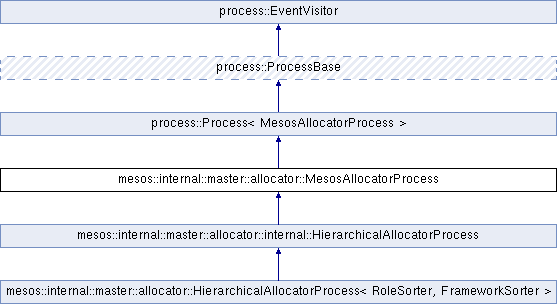 process::EventVisitor
process::ProcessBase
process::Process< MesosAllocatorProcess >
mesos::internal::master::allocator::MesosAllocatorProcess
mesos::internal::master::allocator::internal::HierarchicalAllocatorProcess
mesos::internal::master::allocator::HierarchicalAllocatorProcess< RoleSorter, FrameworkSorter >